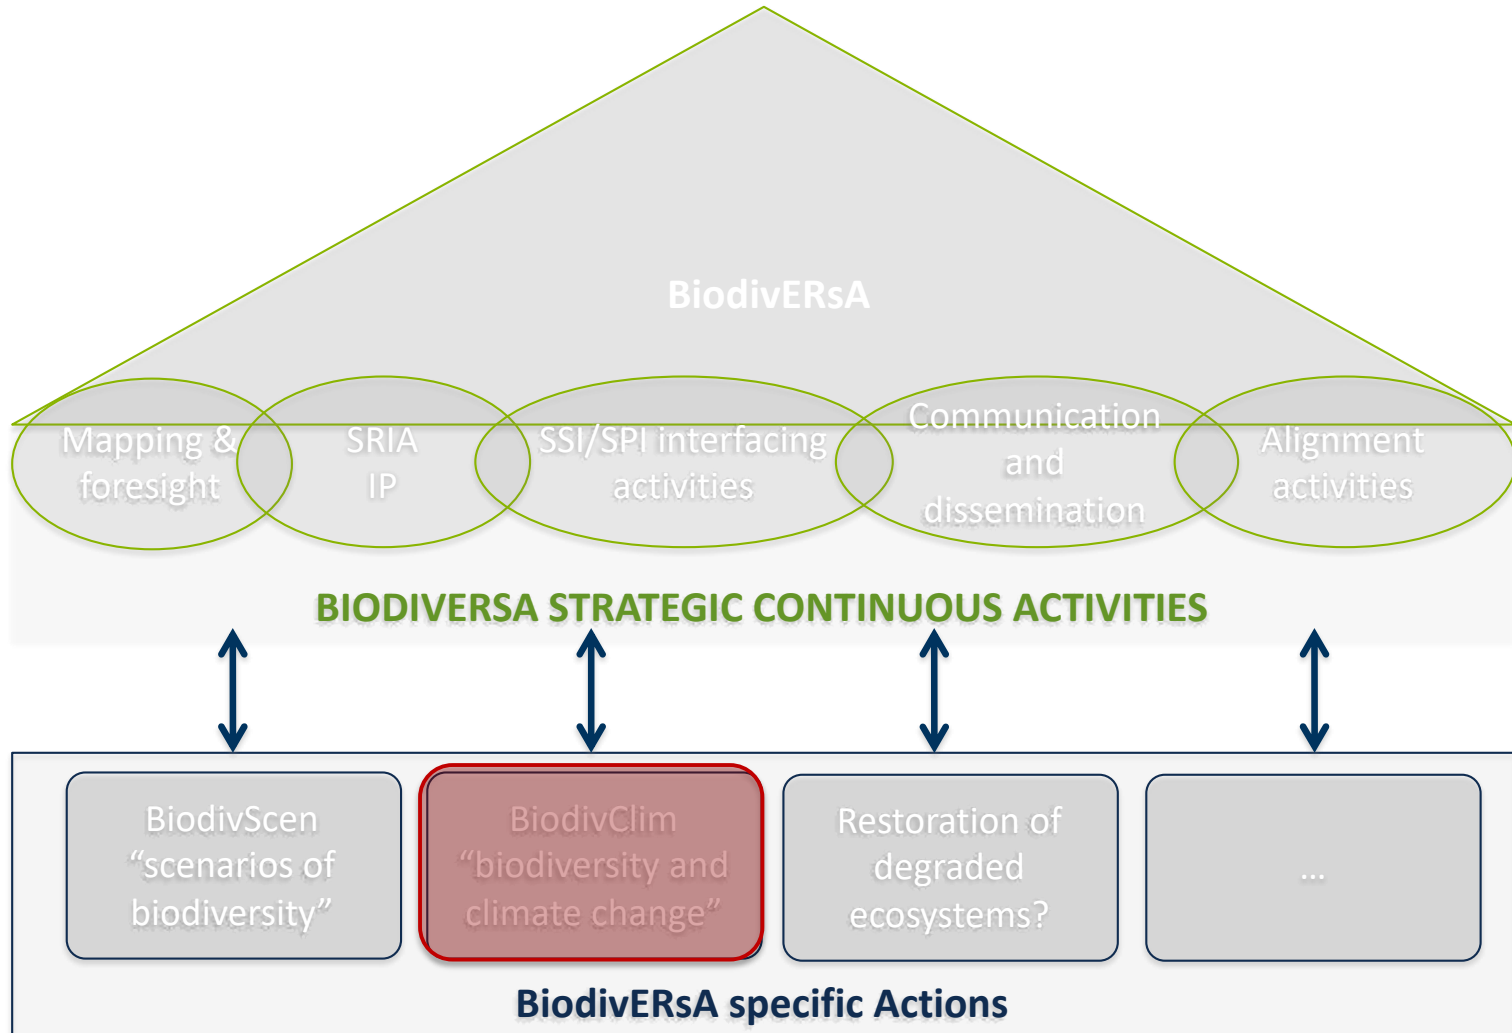 BiodivERsA
Mapping &
foresight
SRIA
IP
SSI/SPI interfacing
activities
Communication
and
dissemination
Alignment
activities
BIODIVERSA STRATEGIC CONTINUOUS ACTIVITIES
BiodivScen
“scenarios of
biodiversity”
BiodivClim
“biodiversity and
climate change”
Restoration of
degraded
ecosystems?
...
BiodivERsA specific Actions